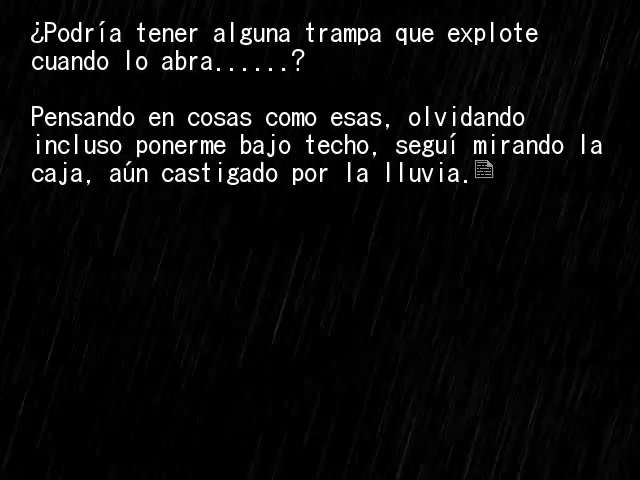 ¿Podría tener alguna trampa que explote
cuando lo abra......?
Pensando en cosas como esas, olvidando
incluso ponerme bajo techo, seguí mirando la
caja, aún castigado por la lluvia.